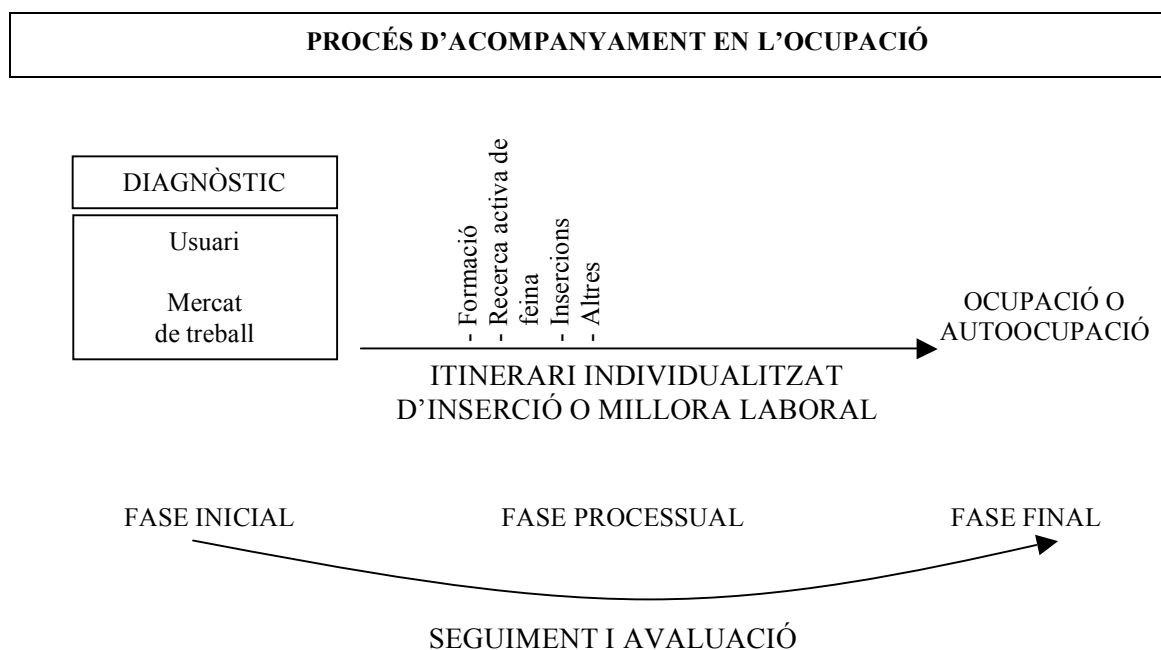 PROCÉS D’ACOMPANYAMENT EN L’OCUPACIÓ
DIAGNÒSTIC
Usuari
Mercat
de treball
- Formació
- Recerca activa de
feina
- Insercions
- Altres
OCUPACIÓ O
AUTOOCUPACIÓ
ITINERARI INDIVIDUALITZAT
D’INSERCIÓ O MILLORA LABORAL
FASE INICIAL
FASE PROCESSUAL
FASE FINAL
SEGUIMENT I AVALUACIÓ